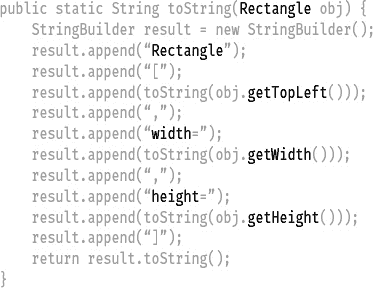 public static String toString(Rectangle obj) {
    StringBuilder result = new StringBuilder();
    result.append(“Rectangle”);
    result.append(“[”);
    result.append(toString(obj.getTopLeft()));
    result.append(“,”);
    result.append(“width=”);
    result.append(toString(obj.getWidth()));
    result.append(“,”);
    result.append(“height=”);
    result.append(toString(obj.getHeight()));
    result.append(“]”);
    return result.toString();
}